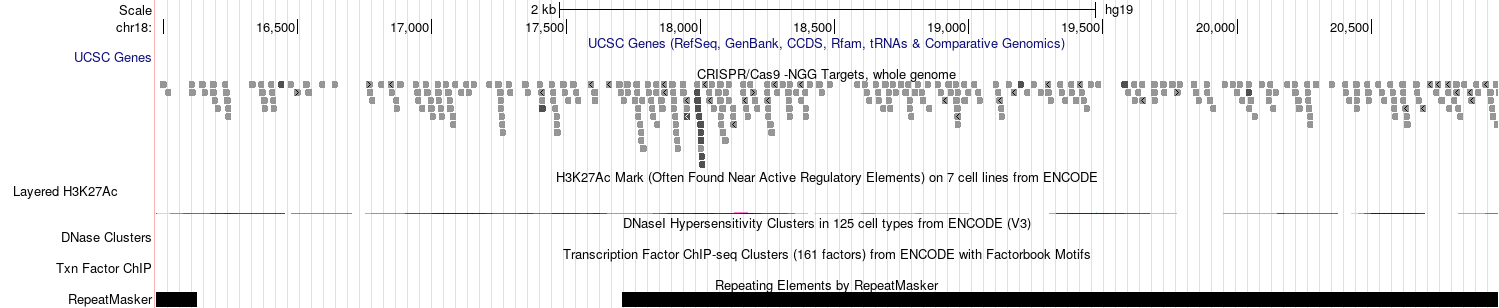 Scale 2 kb hg19
chr18: 16,500 17,000 17,500 18,000 18,500 19,000 19,500 20,000 20,500
UCSC Genes (RefSeq, GenBank, CCDS, Rfam, tRNAs & Comparative Genomics)
UCSC Genes
CRISPR/Cas9 -NGG Targets, whole genome
H3K27Ac Mark (Often Found Near Active Regulatory Elements) on 7 cell lines from ENCODE
Layered H3K27Ac
DNaseI Hypersensitivity Clusters in 125 cell types from ENCODE (V3)
DNase Clusters
Transcription Factor ChIP-seq Clusters (161 factors) from ENCODE with Factorbook Motifs
Txn Factor ChIP
Repeating Elements by RepeatMasker
RepeatMasker